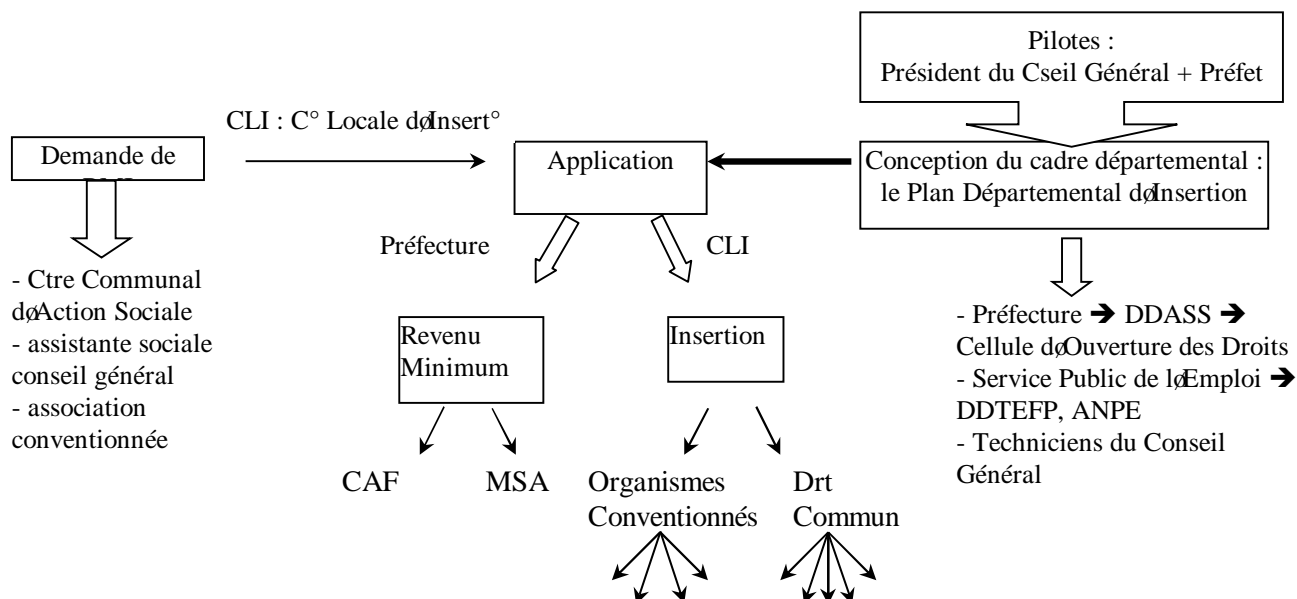 Pilotes :
Président du Cseil Général + Préfet
CLI : C° Locale døInsert°
Demande de
Application
Conception du cadre départemental :
le Plan Départemental døInsertion
Préfecture
CLI
- Ctre Communal
døAction Sociale
- assistante sociale
conseil général
- association
conventionnée
Revenu
Minimum
Insertion
- Préfecture ➔ DDASS ➔
Cellule døOuverture des Droits
- Service Public de løEmploi ➔
DDTEFP, ANPE
- Techniciens du Conseil
Général
CAF
MSA
Organismes
Conventionnés
Drt
Commun